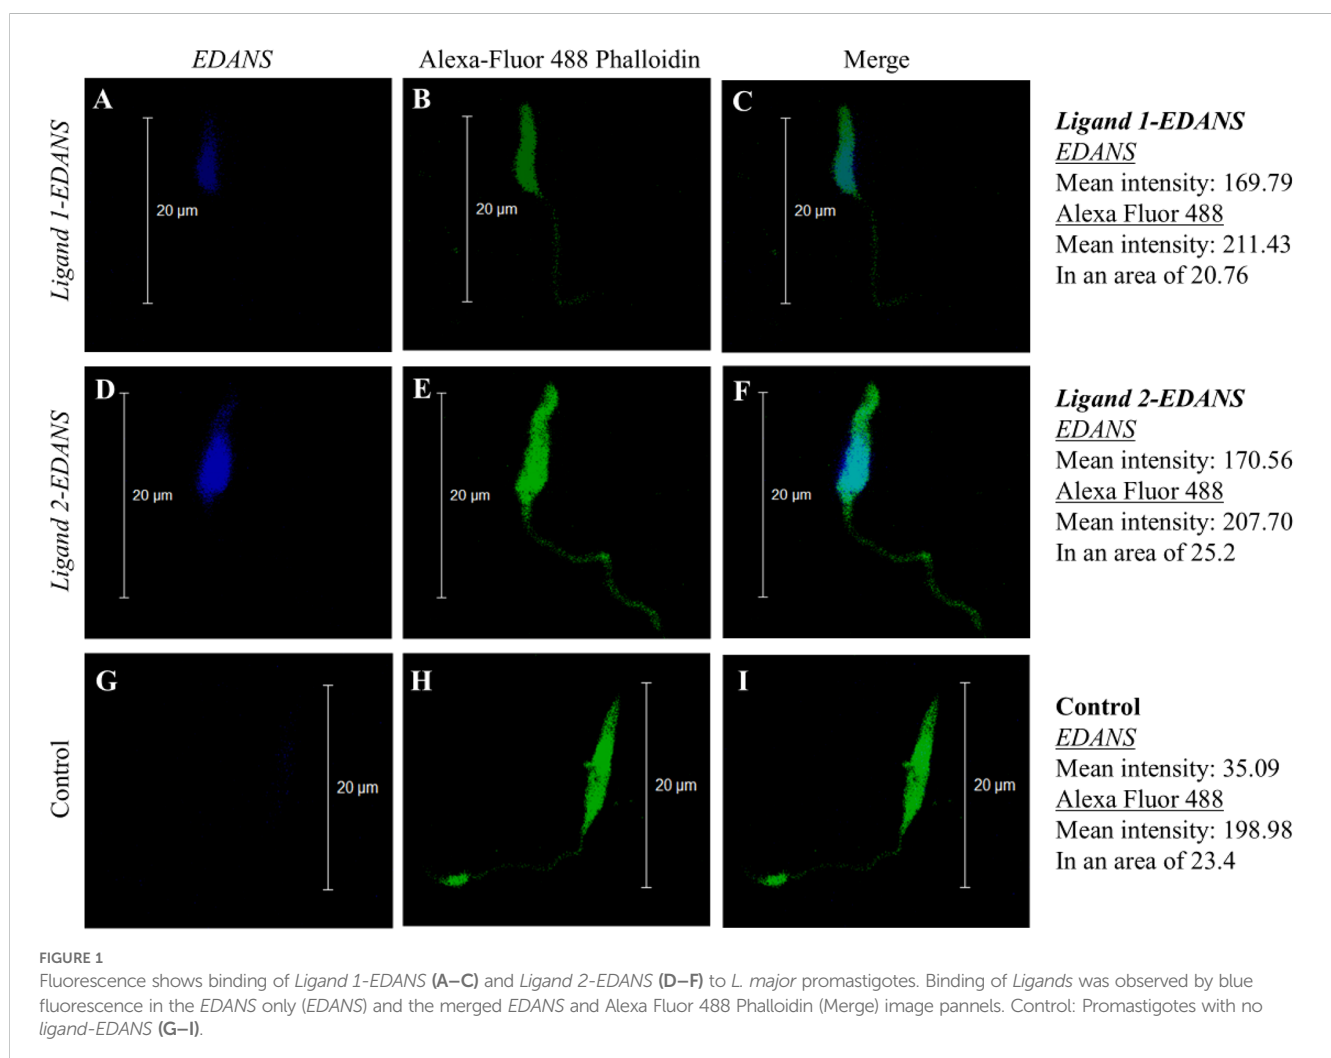 EDANS Alexa-Fluor 488 Phalloidin Merge
Ligand 1-EDANS
A
20 µm
B
20 µm
C
20 µm
Ligand 1-EDANS
EDANS
Mean intensity: 169.79
Alexa Fluor 488
Mean intensity: 211.43
In an area of 20.76
Ligand 2-EDANS
D
20 µm
E
20 µm
F
20 µm
Ligand 2-EDANS
EDANS
Mean intensity: 170.56
Alexa Fluor 488
Mean intensity: 207.70
In an area of 25.2
Control
G
20 µm
H
20 µm
I
20 µm
Control
EDANS
Mean intensity: 35.09
Alexa Fluor 488
Mean intensity: 198.98
In an area of 23.4
FIGURE 1
Fluorescence shows binding of Ligand 1-EDANS (A–C) and Ligand 2-EDANS (D–F) to L. major promastigotes. Binding of Ligands was observed by blue
fluorescence in the EDANS only (EDANS) and the merged EDANS and Alexa Fluor 488 Phalloidin (Merge) image pannels. Control: Promastigotes with no
ligand-EDANS (G–I).